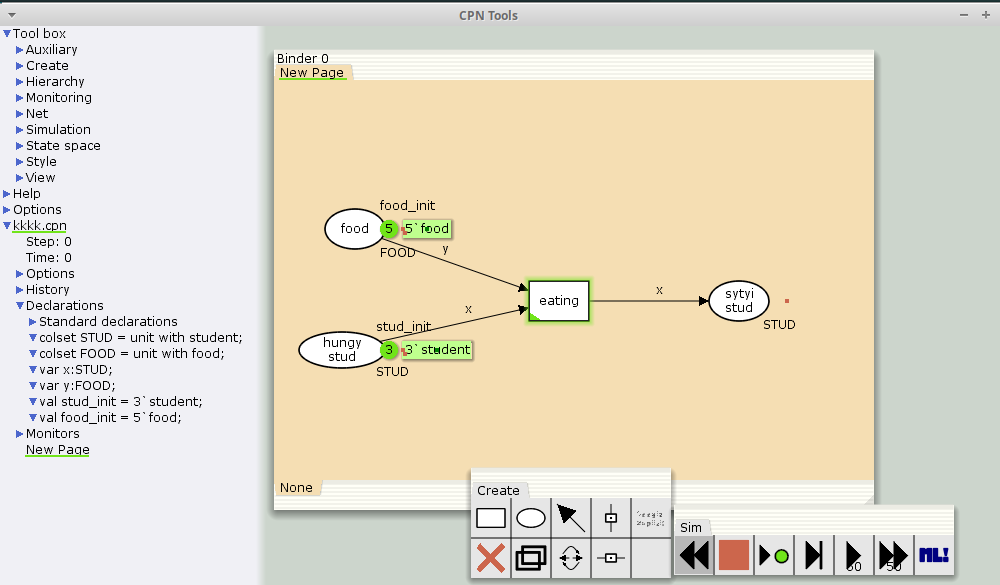 CPN Tools
Tool box
Auxiliary
Create
Hierarchy
Monitoring
Net
Simulation
State space
Style
View
Help
Options
kkkk.cpn
Step: 0
Time: 0
Options
History
Declarations
Standard declarations
colset STUD = unit with student;
colset FOOD = unit with food;
var x:STUD;
var y:FOOD;
val stud_init = 3`student;
val food_init = 5`food;
Monitors
New Page
Binder 0
New Page
food_init
food
5
5`food
FOOD
y
eating
x
sytyi
stud
STUD
x
stud_init
hungy
stud
3
3`student
STUD
None
Create
Sim
50
50
ML!